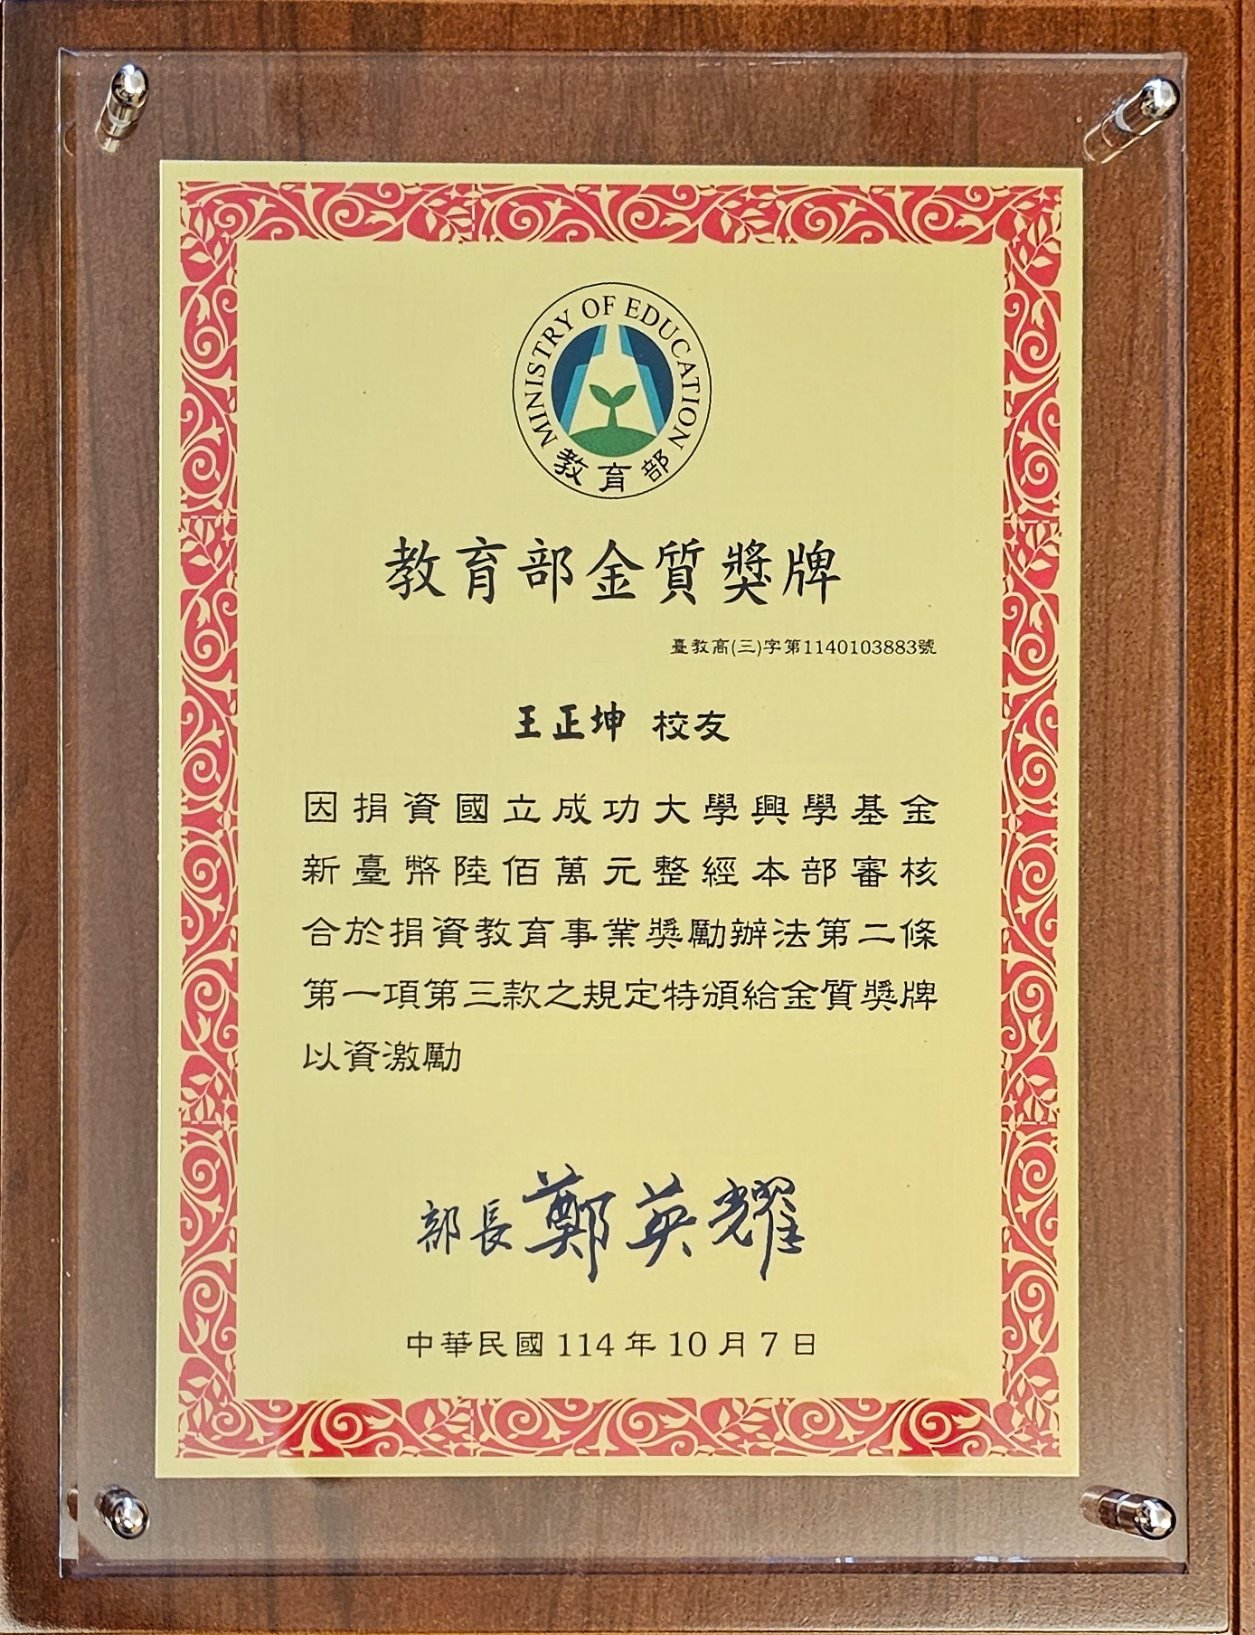 MINISTRY OF EDUCATION
教育部
教育部金質獎牌
臺教高(三)字第1140103883號
王正坤 校友
因捐資國立成功大學興學基金
新臺幣陸佰萬元整經本部審核
合於捐資教育事業獎勵辦法第二條
第一項第三款之規定特頒給金質獎牌
以資激勵
部長鄭英耀
中華民國 114 年 10 月 7 日